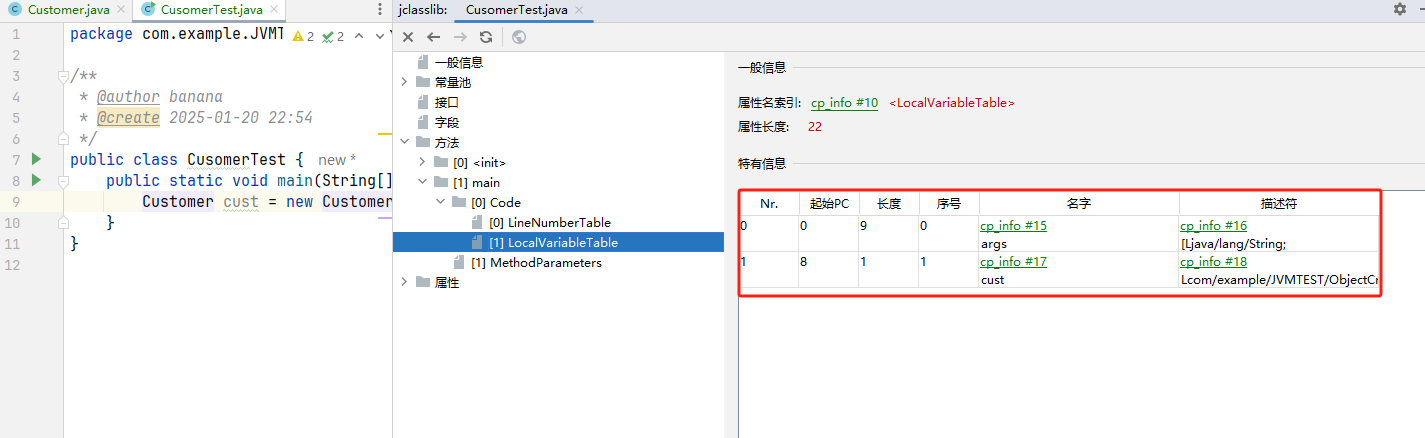 Customer.java
CusomerTest.java
jclasslib:
CusomerTest.java
1
package com.example.JVMT
2
2
2
3
/**
4
* @author banana
5
* @create 2025-01-20 22:54
6
*/
7
public class CusomerTest {
new *
8
public static void main(String[]
9
Customer cust = new Customer
10
}
11
}
12
一般信息
常量池
接口
字段
方法
[0] <init>
[1] main
[0] Code
[0] LineNumberTable
[1] LocalVariableTable
[1] MethodParameters
属性
一般信息
属性名索引: cp_info #10 <LocalVariableTable>
属性长度: 22
特有信息
Nr. 起始PC 长度 序号 名字 描述符
0 0 9 0 cp_info #15 cp_info #16
args [Ljava/lang/String;
1 8 1 1 cp_info #17 cp_info #18
cust Lcom/example/JVMTEST/ObjectCr